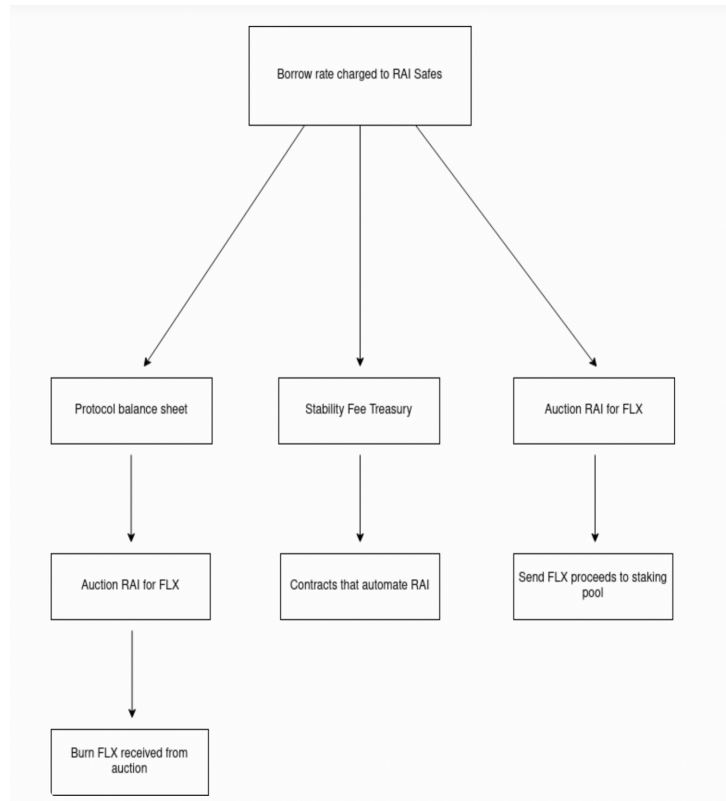 Borrow rate charged to RAI Safes
Protocol balance sheet
Stability Fee Treasury
Auction RAI for FLX
Auction RAI for FLX
Contracts that automate RAI
Send FLX proceeds to staking
pool
Burn FLX received from
auction